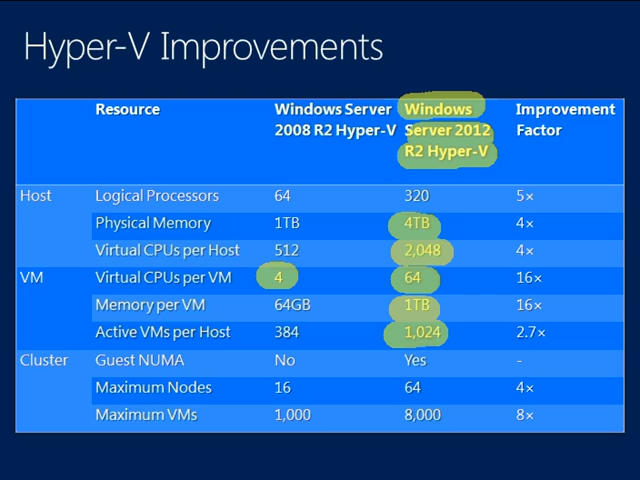 Hyper-V Improvements
Resource Windows Server 2008 R2 Hyper-V Windows Server 2012 R2 Hyper-V Improvement Factor
Host Logical Processors 64 320 5×
Physical Memory 1TB 4TB 4×
Virtual CPUs per Host 512 2,048 4×
VM Virtual CPUs per VM 4 64 16×
Memory per VM 64GB 1TB 16×
Active VMs per Host 384 1,024 2.7×
Cluster Guest NUMA No Yes -
Maximum Nodes 16 64 4×
Maximum VMs 1,000 8,000 8×